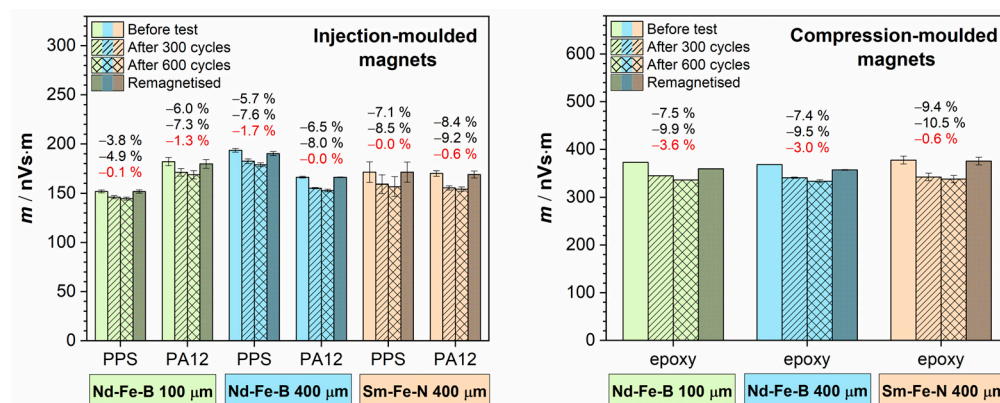 Before test
After 300 cycles
After 600 cycles
Remagnetised
Injection-moulded
magnets
m / nVs·m
300
250
200
150
100
50
0
–3.8 %
–4.9 %
–0.1 %
–6.0 %
–7.3 %
–1.3 %
–5.7 %
–7.6 %
–1.7 %
–6.5 %
–8.0 %
–0.0 %
–7.1 %
–8.5 %
–0.0 %
–8.4 %
–9.2 %
–0.6 %
PPS PA12 PPS PA12 PPS PA12
Nd-Fe-B 100 μm Nd-Fe-B 400 μm Sm-Fe-N 400 μm
Before test
After 300 cycles
After 600 cycles
Remagnetised
Compression-moulded
magnets
m / nVs·m
600
500
400
300
200
100
0
–7.5 %
–9.9 %
–3.6 %
–7.4 %
–9.5 %
–3.0 %
–9.4 %
–10.5 %
–0.6 %
epoxy epoxy epoxy
Nd-Fe-B 100 μm Nd-Fe-B 400 μm Sm-Fe-N 400 μm